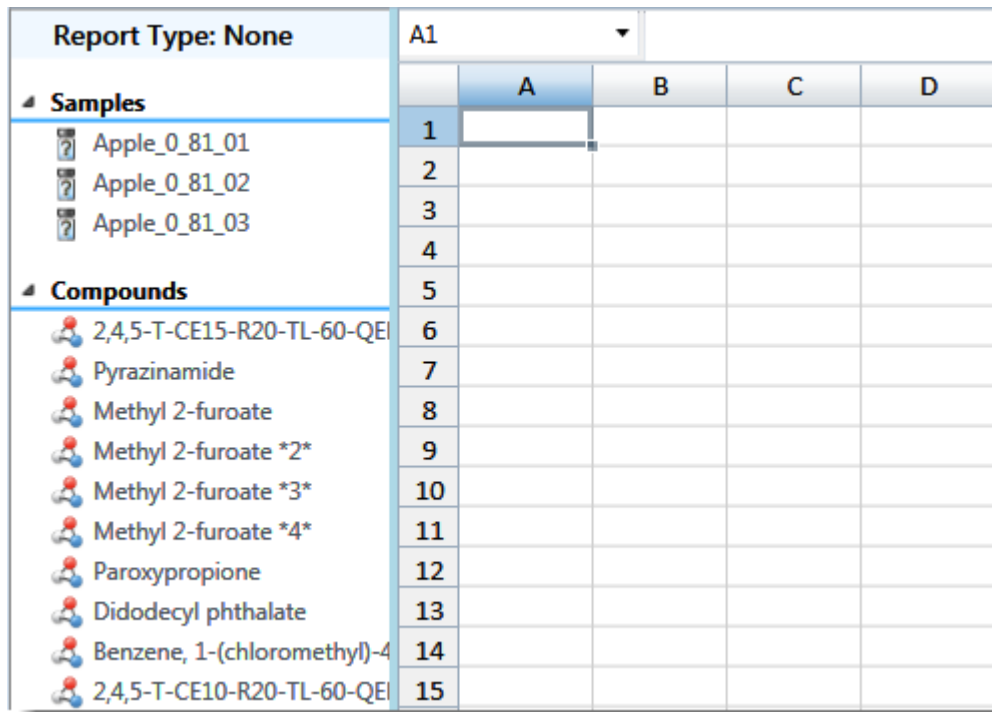 Report Type: None
Samples
Apple_0_81_01
Apple_0_81_02
Apple_0_81_03
Compounds
2,4,5-T-CE15-R20-TL-60-QE
Pyrazinamide
Methyl 2-furoate
Methyl 2-furoate *2*
Methyl 2-furoate *3*
Methyl 2-furoate *4*
Paroxypropione
Didodecyl phthalate
Benzene, 1-(chloromethyl)-4
2,4,5-T-CE10-R20-TL-60-QE
A1
A B C D
1
2
3
4
5
6
7
8
9
10
11
12
13
14
15